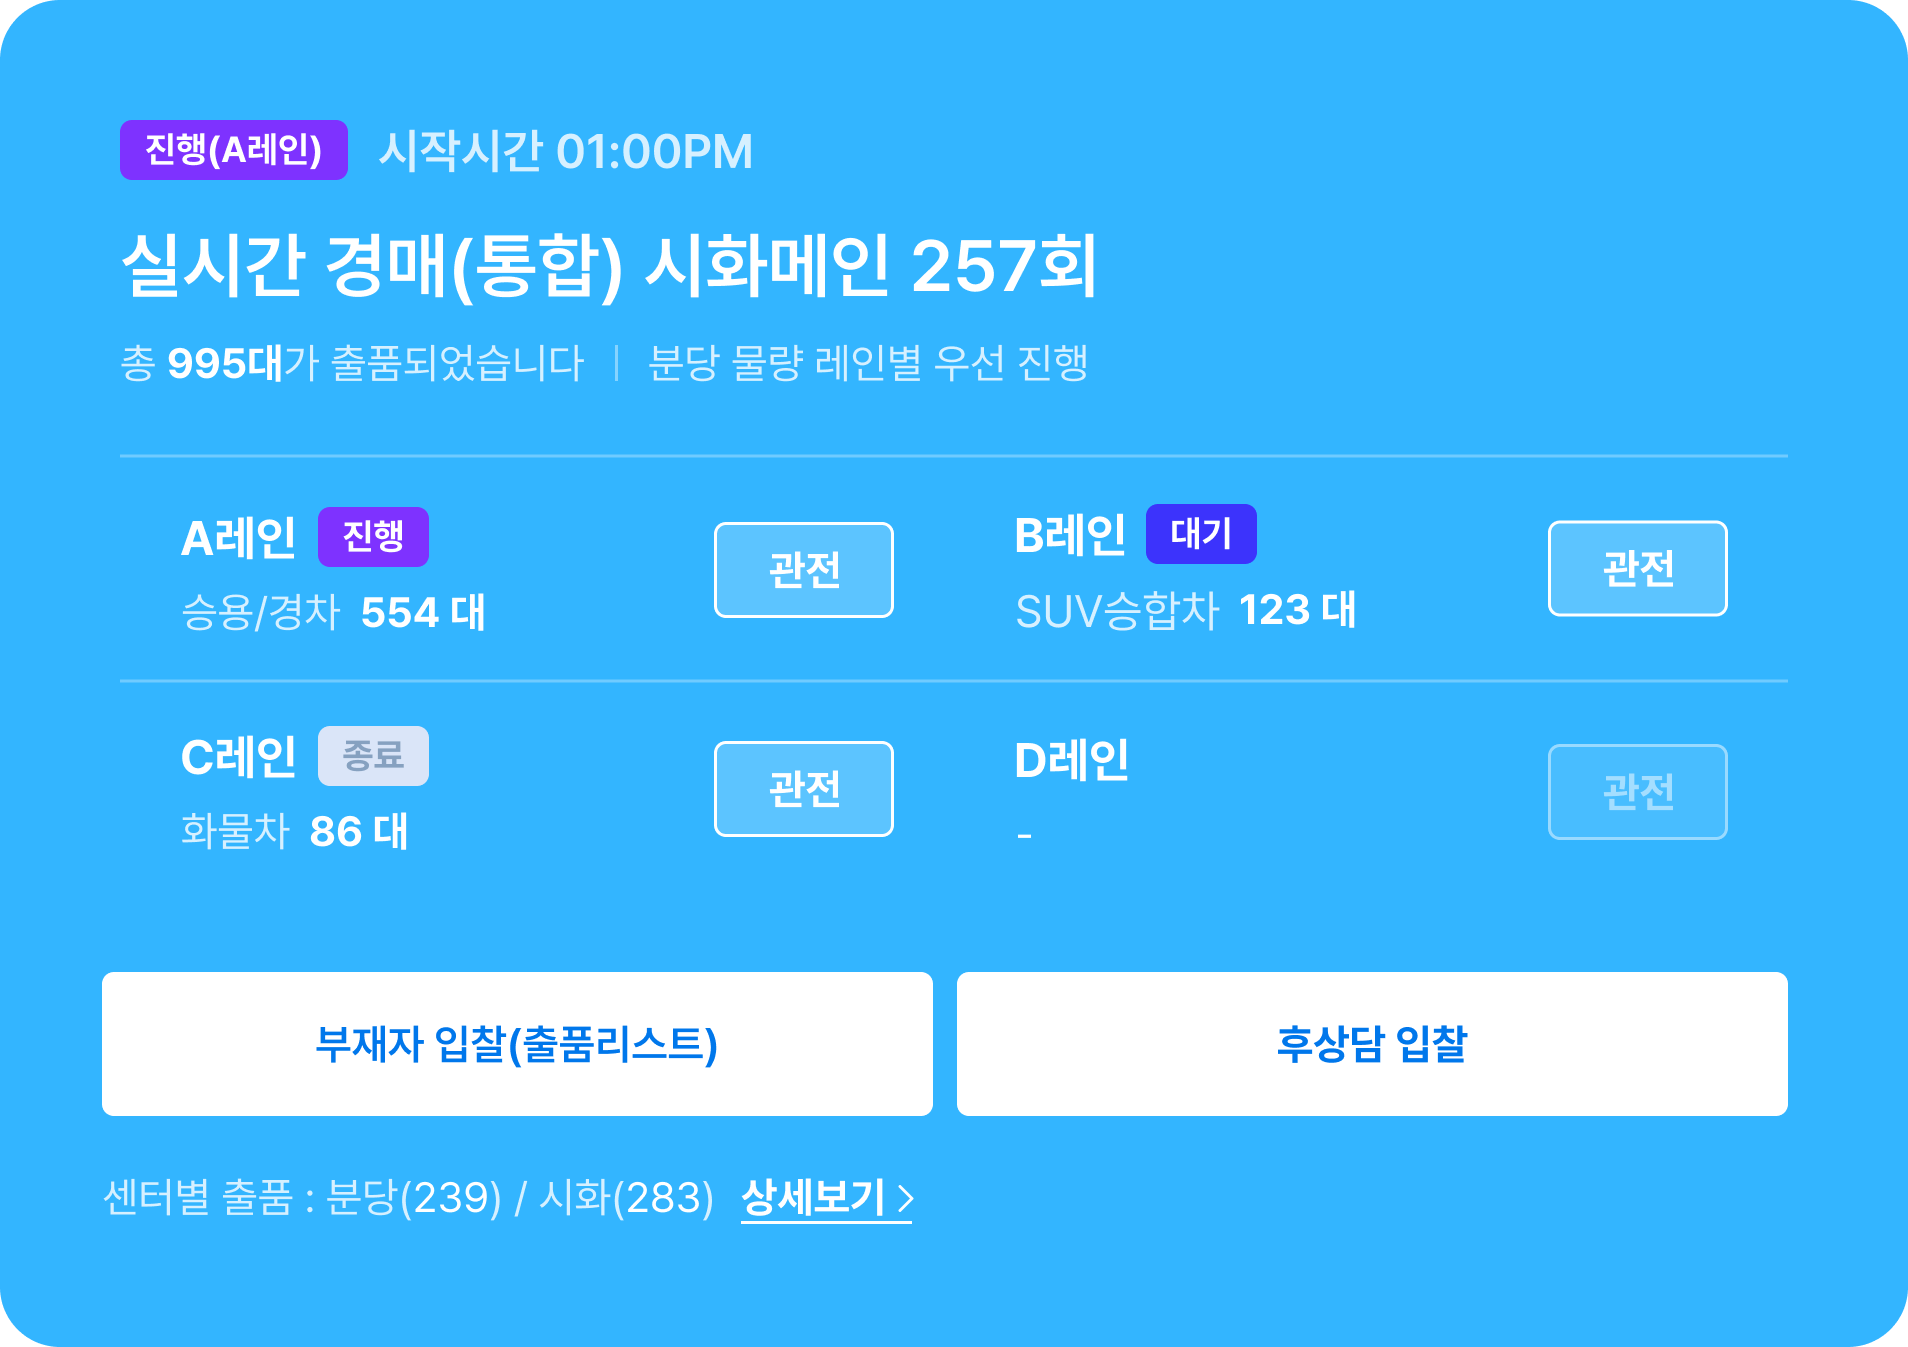 진행(A레인) 시작시간 01:00PM
실시간 경매(통합) 시화메인 257회
총 995대가 출품되었습니다 | 분당 물량 레인별 우선 진행
A레인 진행
승용/경차 554 대
관전
B레인 대기
SUV승합차 123 대
관전
C레인 종료
화물차 86 대
관전
D레인
-
관전
부재자 입찰(출품리스트)
후상담 입찰
센터별 출품 : 분당(239) / 시화(283) 상세보기 >